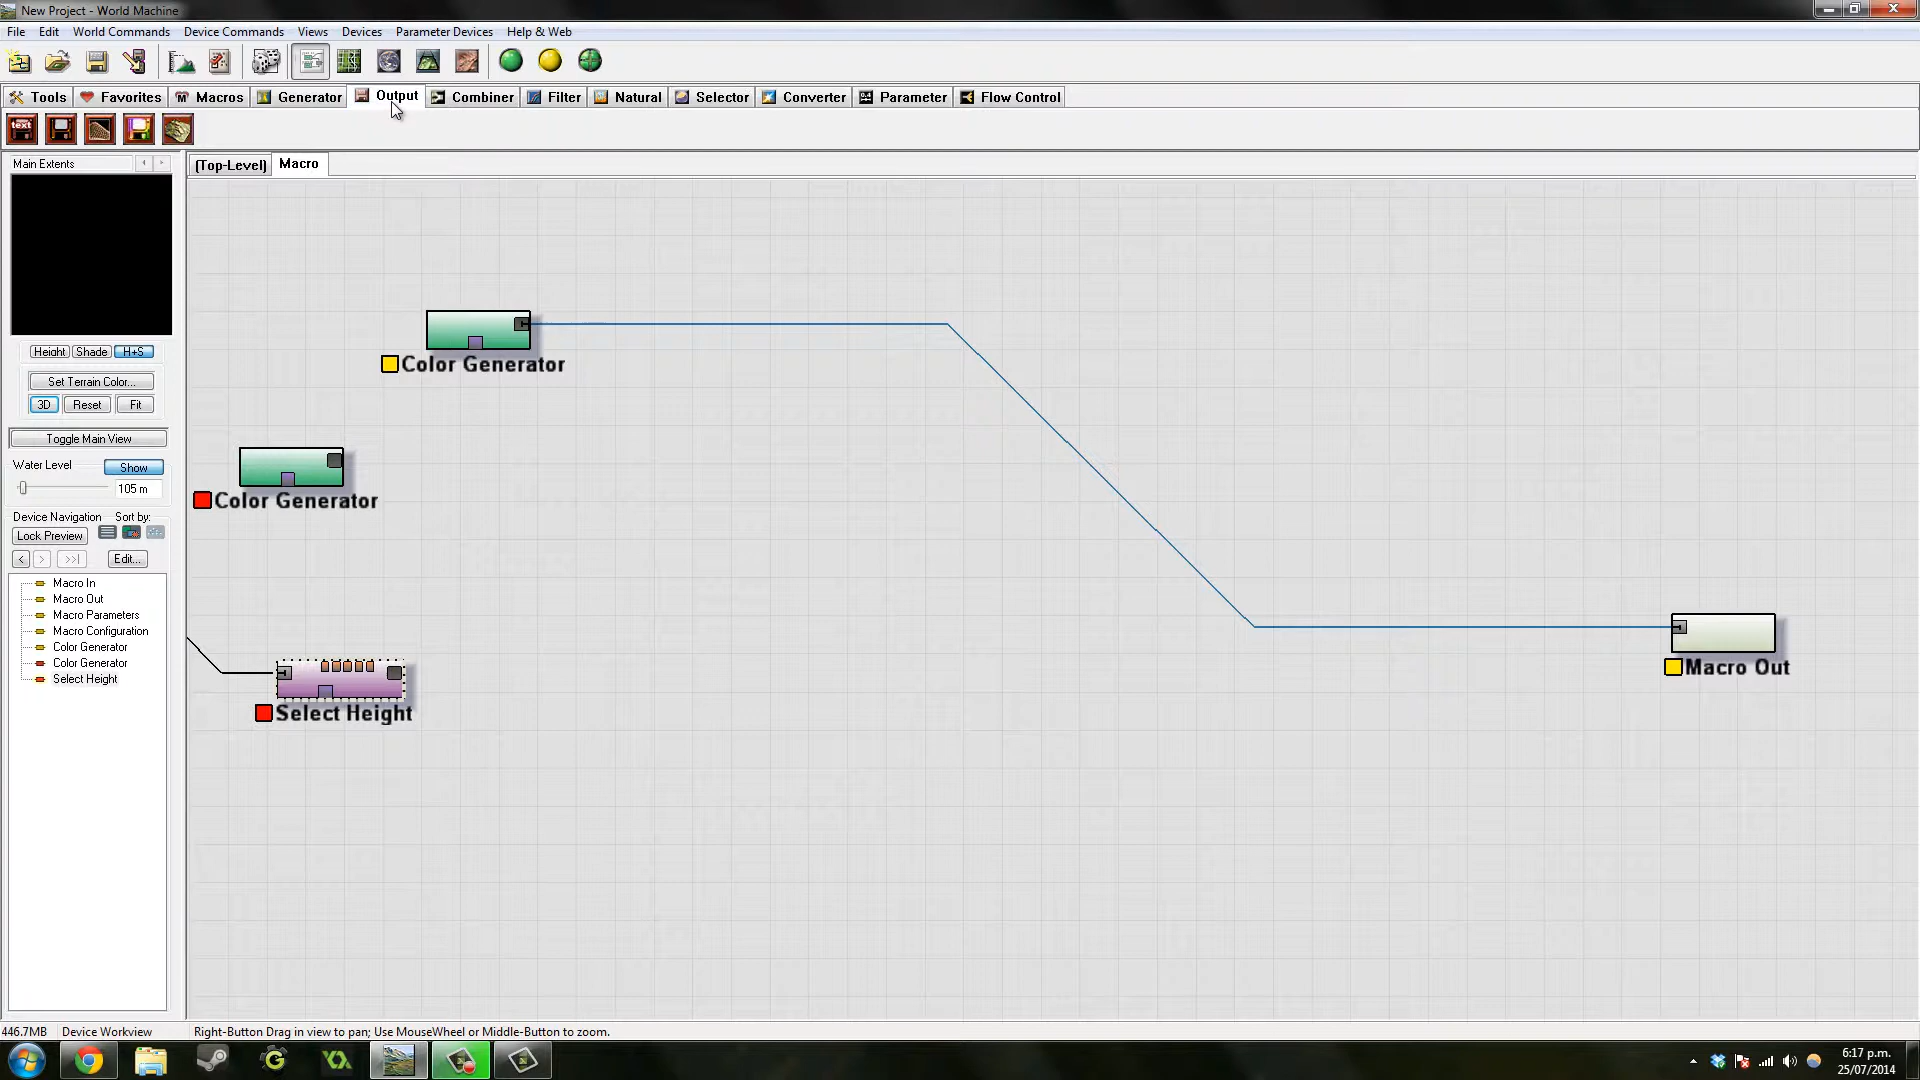 New Project - World Machine
File Edit World Commands Device Commands Views Devices Parameter Devices Help & Web
Tools Favorites Macros Generator Output Combiner Filter Natural Selector Converter Parameter Flow Control
text
Main Extents
[Top-Level] Macro
Height Shade H+S
Set Terrain Color...
3D Reset Fit
Toggle Main View
Water Level Show
105 m
Device Navigation Sort by:
Lock Preview
< > >>| Edit...
Macro In
Macro Out
Macro Parameters
Macro Configuration
Color Generator
Color Generator
Select Height
Color Generator
Color Generator
Select Height
Macro Out
446.7MB Device Workview Right-Button Drag in view to pan; Use MouseWheel or Middle-Button to zoom.
6:17 p.m.
25/07/2014